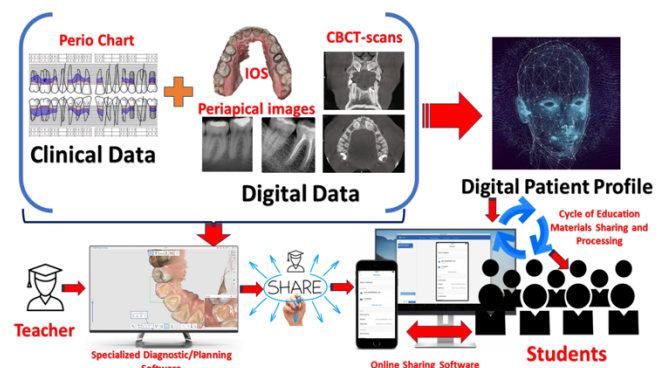 Perio Chart
IOS
CBCT-scans
Periapical images
Clinical Data
Digital Data
Digital Patient Profile
Cycle of Education
Materials Sharing and
Processing
SHARE
Teacher
Specialized Diagnostic/Planning
Software
Online Sharing Software
Students